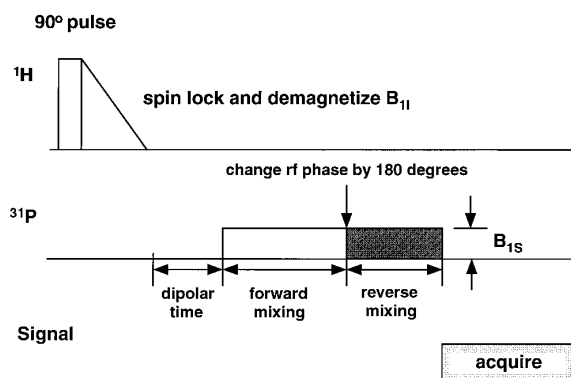 90º pulse
¹H
spin lock and demagnetize B₁I
change rf phase by 180 degrees
³¹P
B₁S
dipolar time
forward mixing
reverse mixing
Signal
acquire